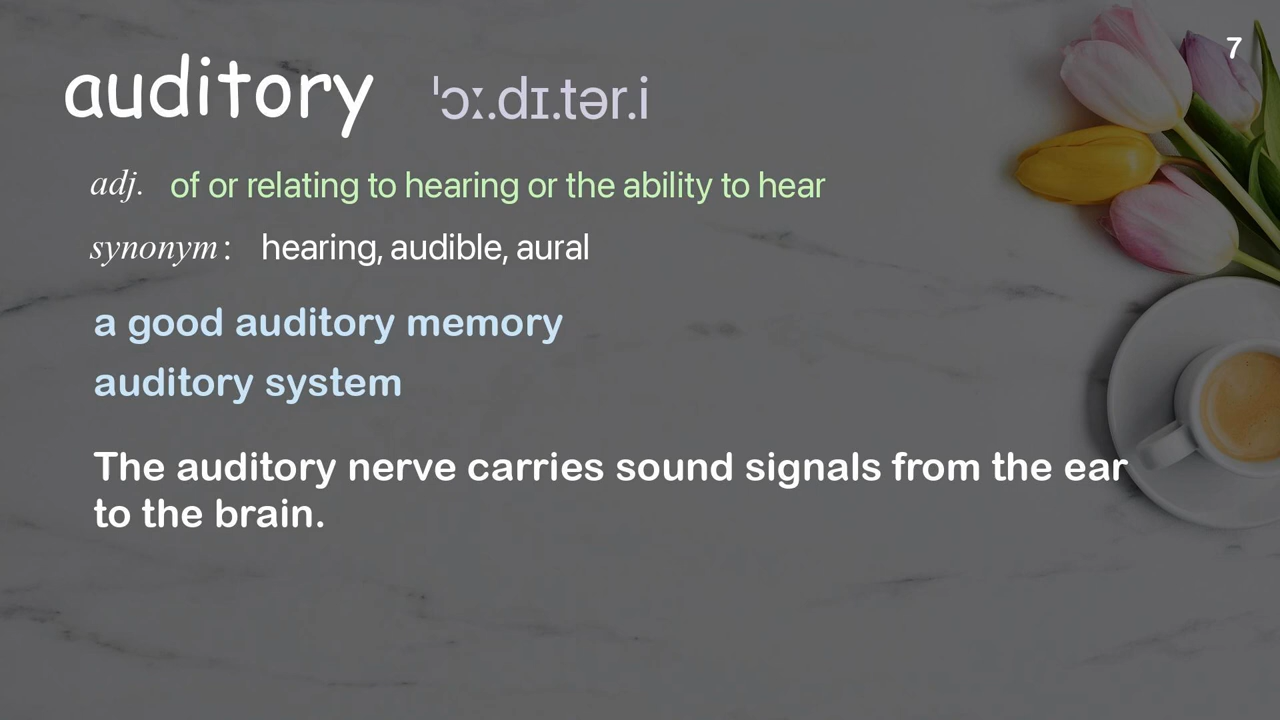 7
auditory ˈɔː.dɪ.tər.i
adj. of or relating to hearing or the ability to hear
synonym: hearing, audible, aural
a good auditory memory
auditory system
The auditory nerve carries sound signals from the ear
to the brain.